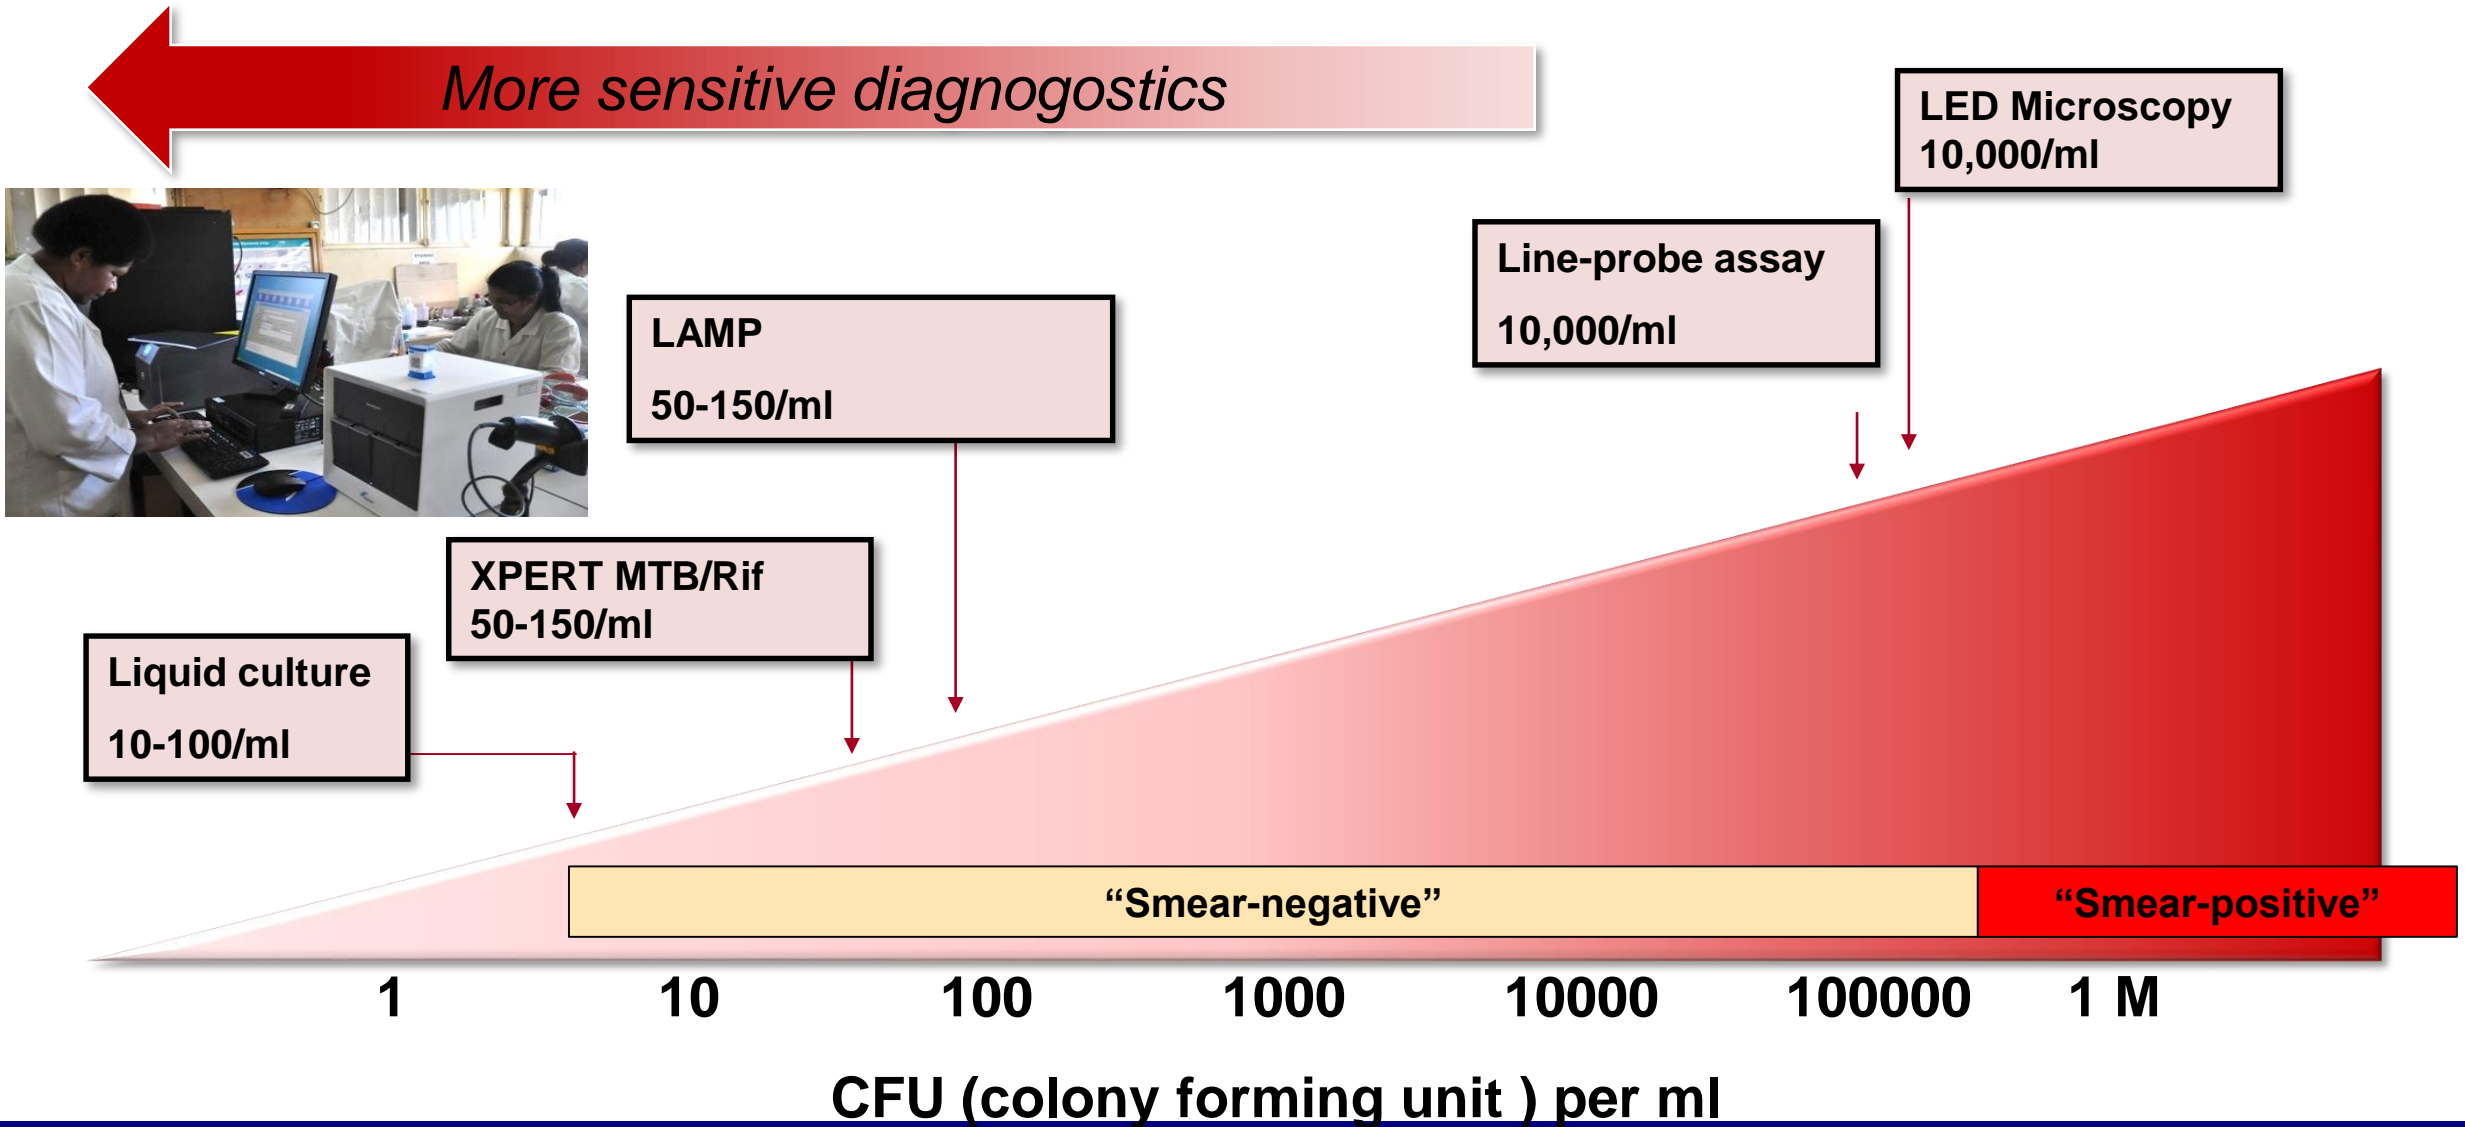 More sensitive diagnogostics
LED Microscopy
10,000/ml
Line-probe assay
10,000/ml
LAMP
50-150/ml
XPERT MTB/Rif
50-150/ml
Liquid culture
10-100/ml
“Smear-negative”
“Smear-positive”
1 10 100 1000 10000 100000 1 M
CFU (colony forming unit ) per ml